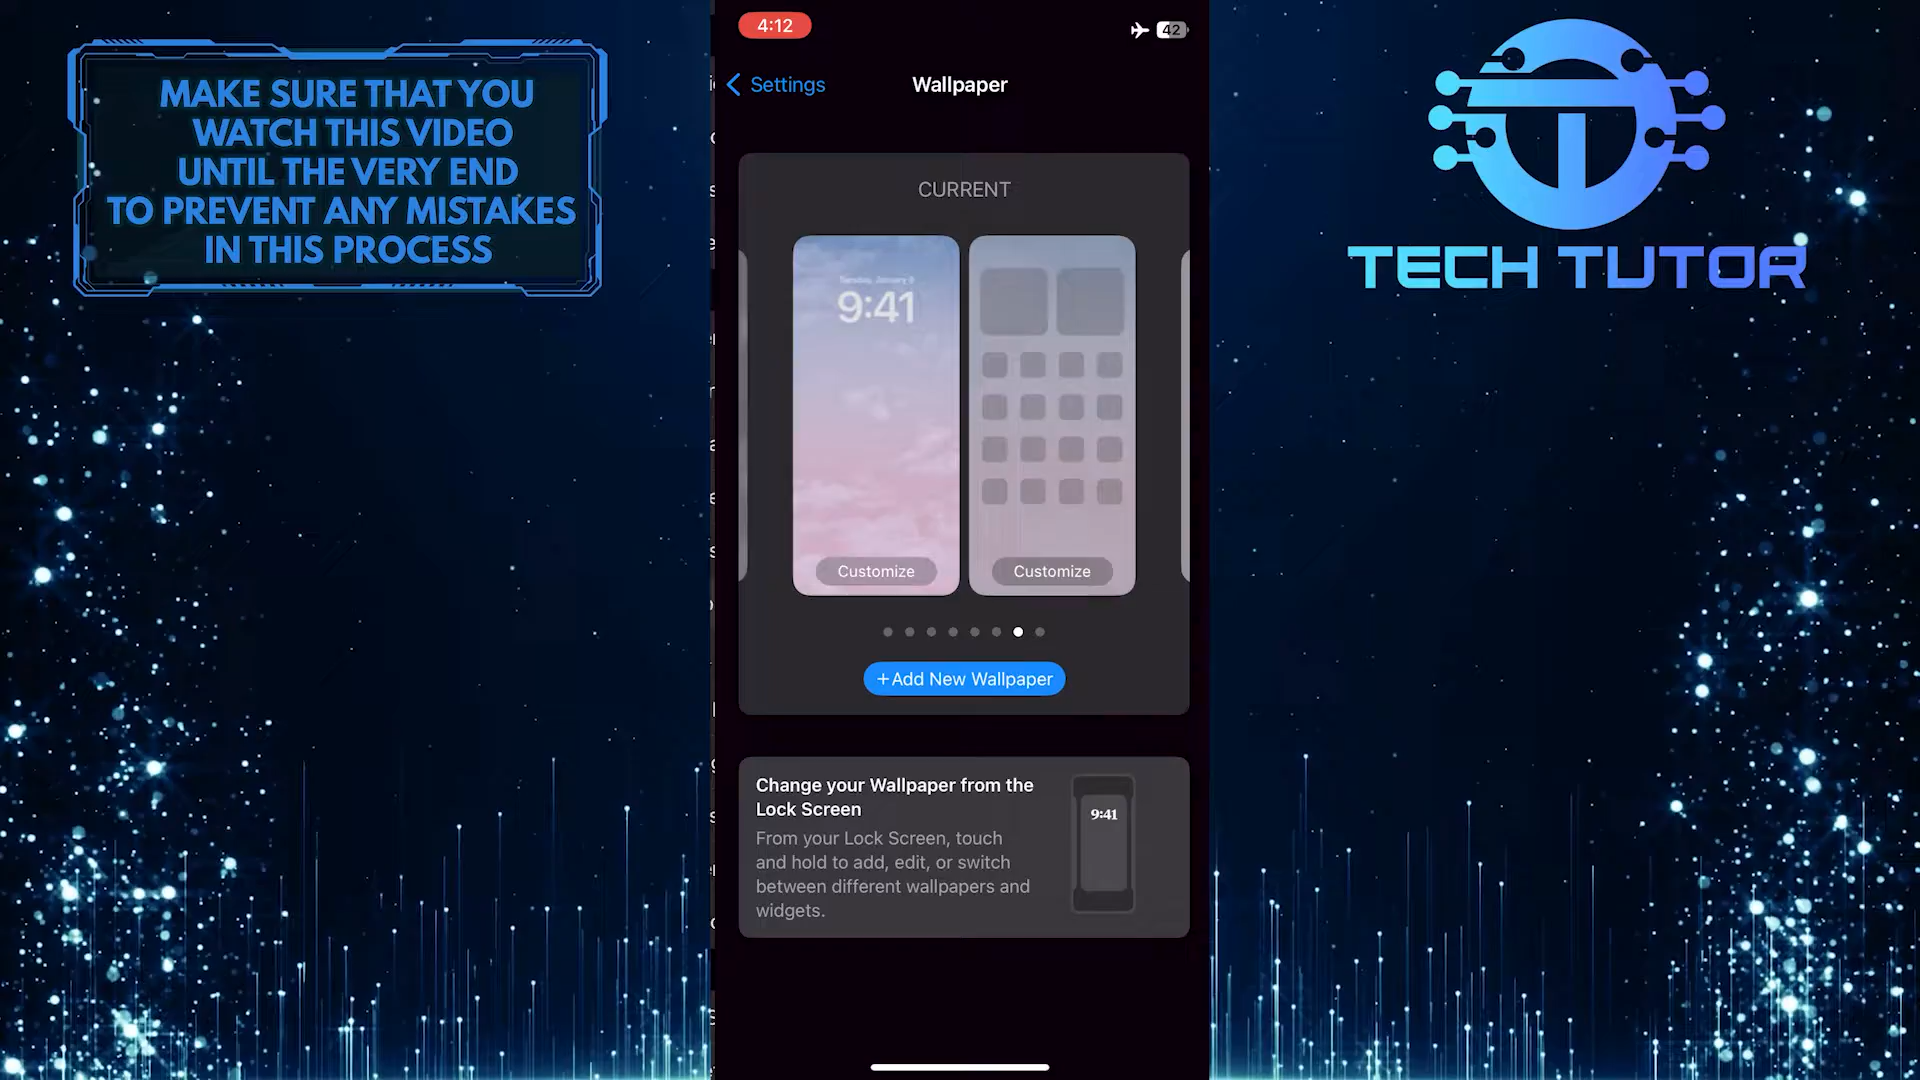 MAKE SURE THAT YOU
WATCH THIS VIDEO
UNTIL THE VERY END
TO PREVENT ANY MISTAKES
IN THIS PROCESS
4:12
42
Settings
Wallpaper
CURRENT
Tuesday, January 9
9:41
Customize
Customize
+ Add New Wallpaper
Change your Wallpaper from the
Lock Screen
From your Lock Screen, touch
and hold to add, edit, or switch
between different wallpapers and
widgets.
9:41
TECH TUTOR